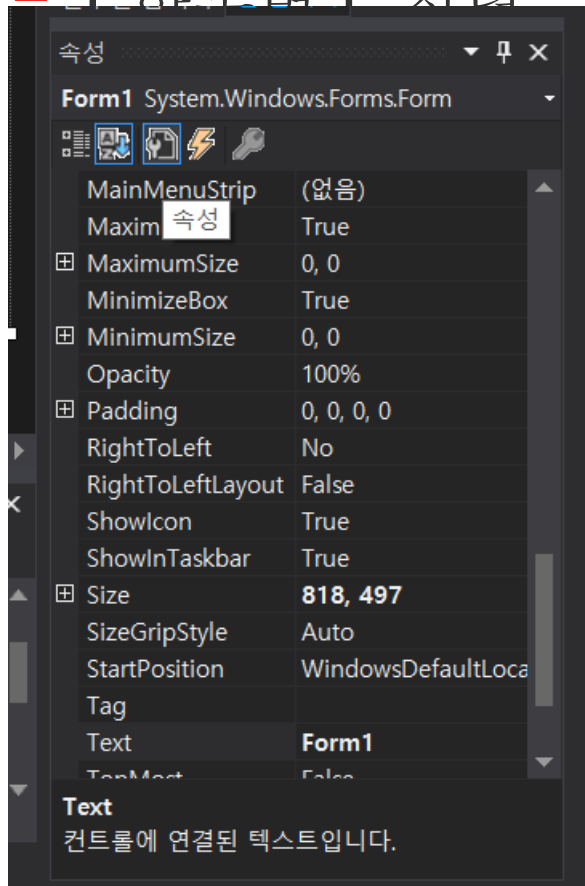 속성
Form1 System.Windows.Forms.Form
MainMenuStrip (없음)
Maxim 속성 True
MaximumSize 0, 0
MinimizeBox True
MinimumSize 0, 0
Opacity 100%
Padding 0, 0, 0, 0
RightToLeft No
RightToLeftLayout False
ShowIcon True
ShowInTaskbar True
Size 818, 497
SizeGripStyle Auto
StartPosition WindowsDefaultLoca
Tag
Text Form1
TopMost False
Text
컨트롤에 연결된 텍스트입니다.